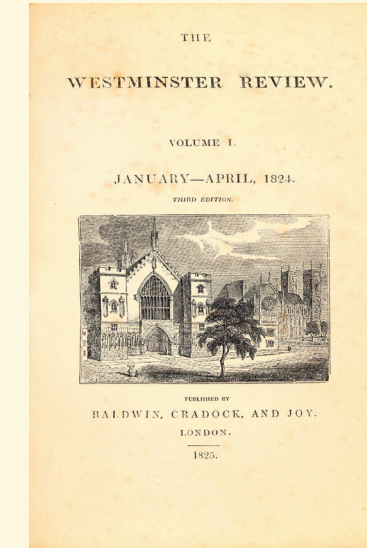 THE
WESTMINSTER REVIEW.
VOLUME I.
JANUARY—APRIL, 1824.
THIRD EDITION.
PUBLISHED BY
BALDWIN, CRADOCK, AND JOY.
LONDON.
1825.